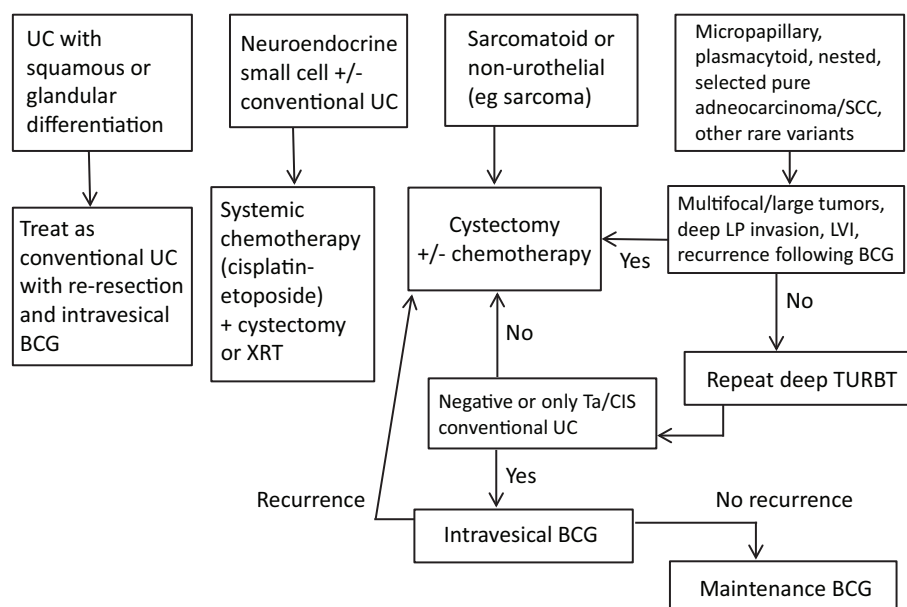 UC with
squamous or
glandular
differentiation
Neuroendocrine
small cell +/-
conventional UC
Sarcomatoid or
non-urothelial
(eg sarcoma)
Micropapillary,
plasmacytoid, nested,
selected pure
adneocarcinoma/SCC,
other rare variants
Treat as
conventional UC
with re-resection
and intravesical
BCG
Systemic
chemotherapy
(cisplatin-
etoposide)
+ cystectomy
or XRT
Cystectomy
+/- chemotherapy
Yes
Multifocal/large tumors,
deep LP invasion, LVI,
recurrence following BCG
No
No
Repeat deep TURBT
Negative or only Ta/CIS
conventional UC
Yes
Recurrence
No recurrence
Intravesical BCG
Maintenance BCG